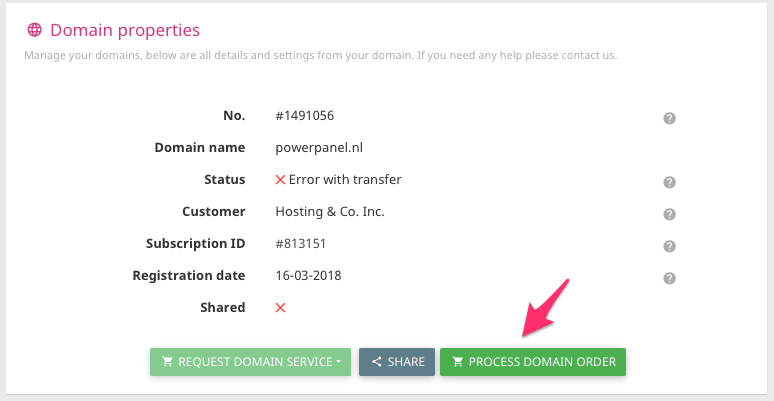 Domain properties
Manage your domains, below are all details and settings from your domain. If you need any help please contact us.
No. #1491056 ?
Domain name powerpanel.nl
Status Error with transfer ?
Customer Hosting & Co. Inc. ?
Subscription ID #813151 ?
Registration date 16-03-2018 ?
Shared
REQUEST DOMAIN SERVICE SHARE PROCESS DOMAIN ORDER